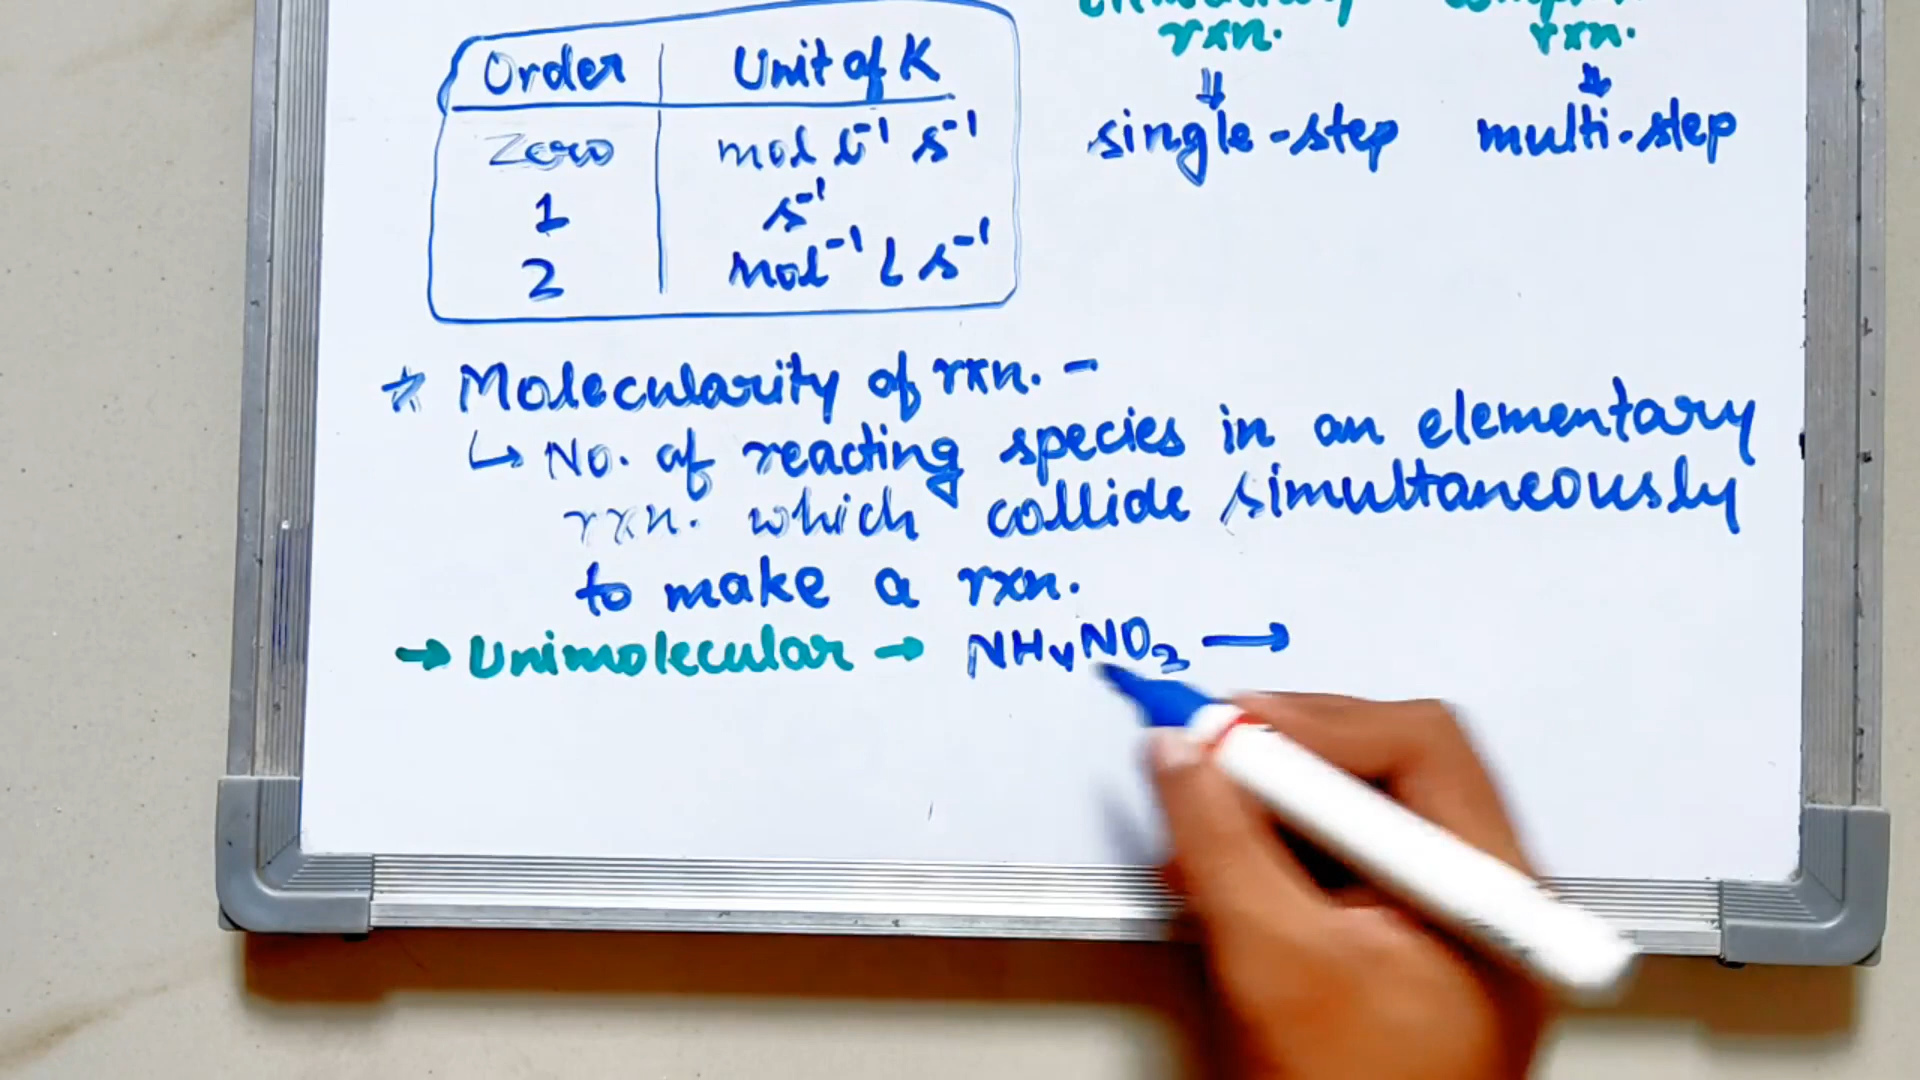 rxn. rxn.
Order Unit of K
Zero mol L⁻¹ s⁻¹
1 s⁻¹
2 mol⁻¹ L s⁻¹
single-step multi-step
* Molecularity of rxn. -
↳ No. of reacting species in an elementary
rxn. which collide simultaneously
to make a rxn.
→ Unimolecular → NH₄NO₂ →